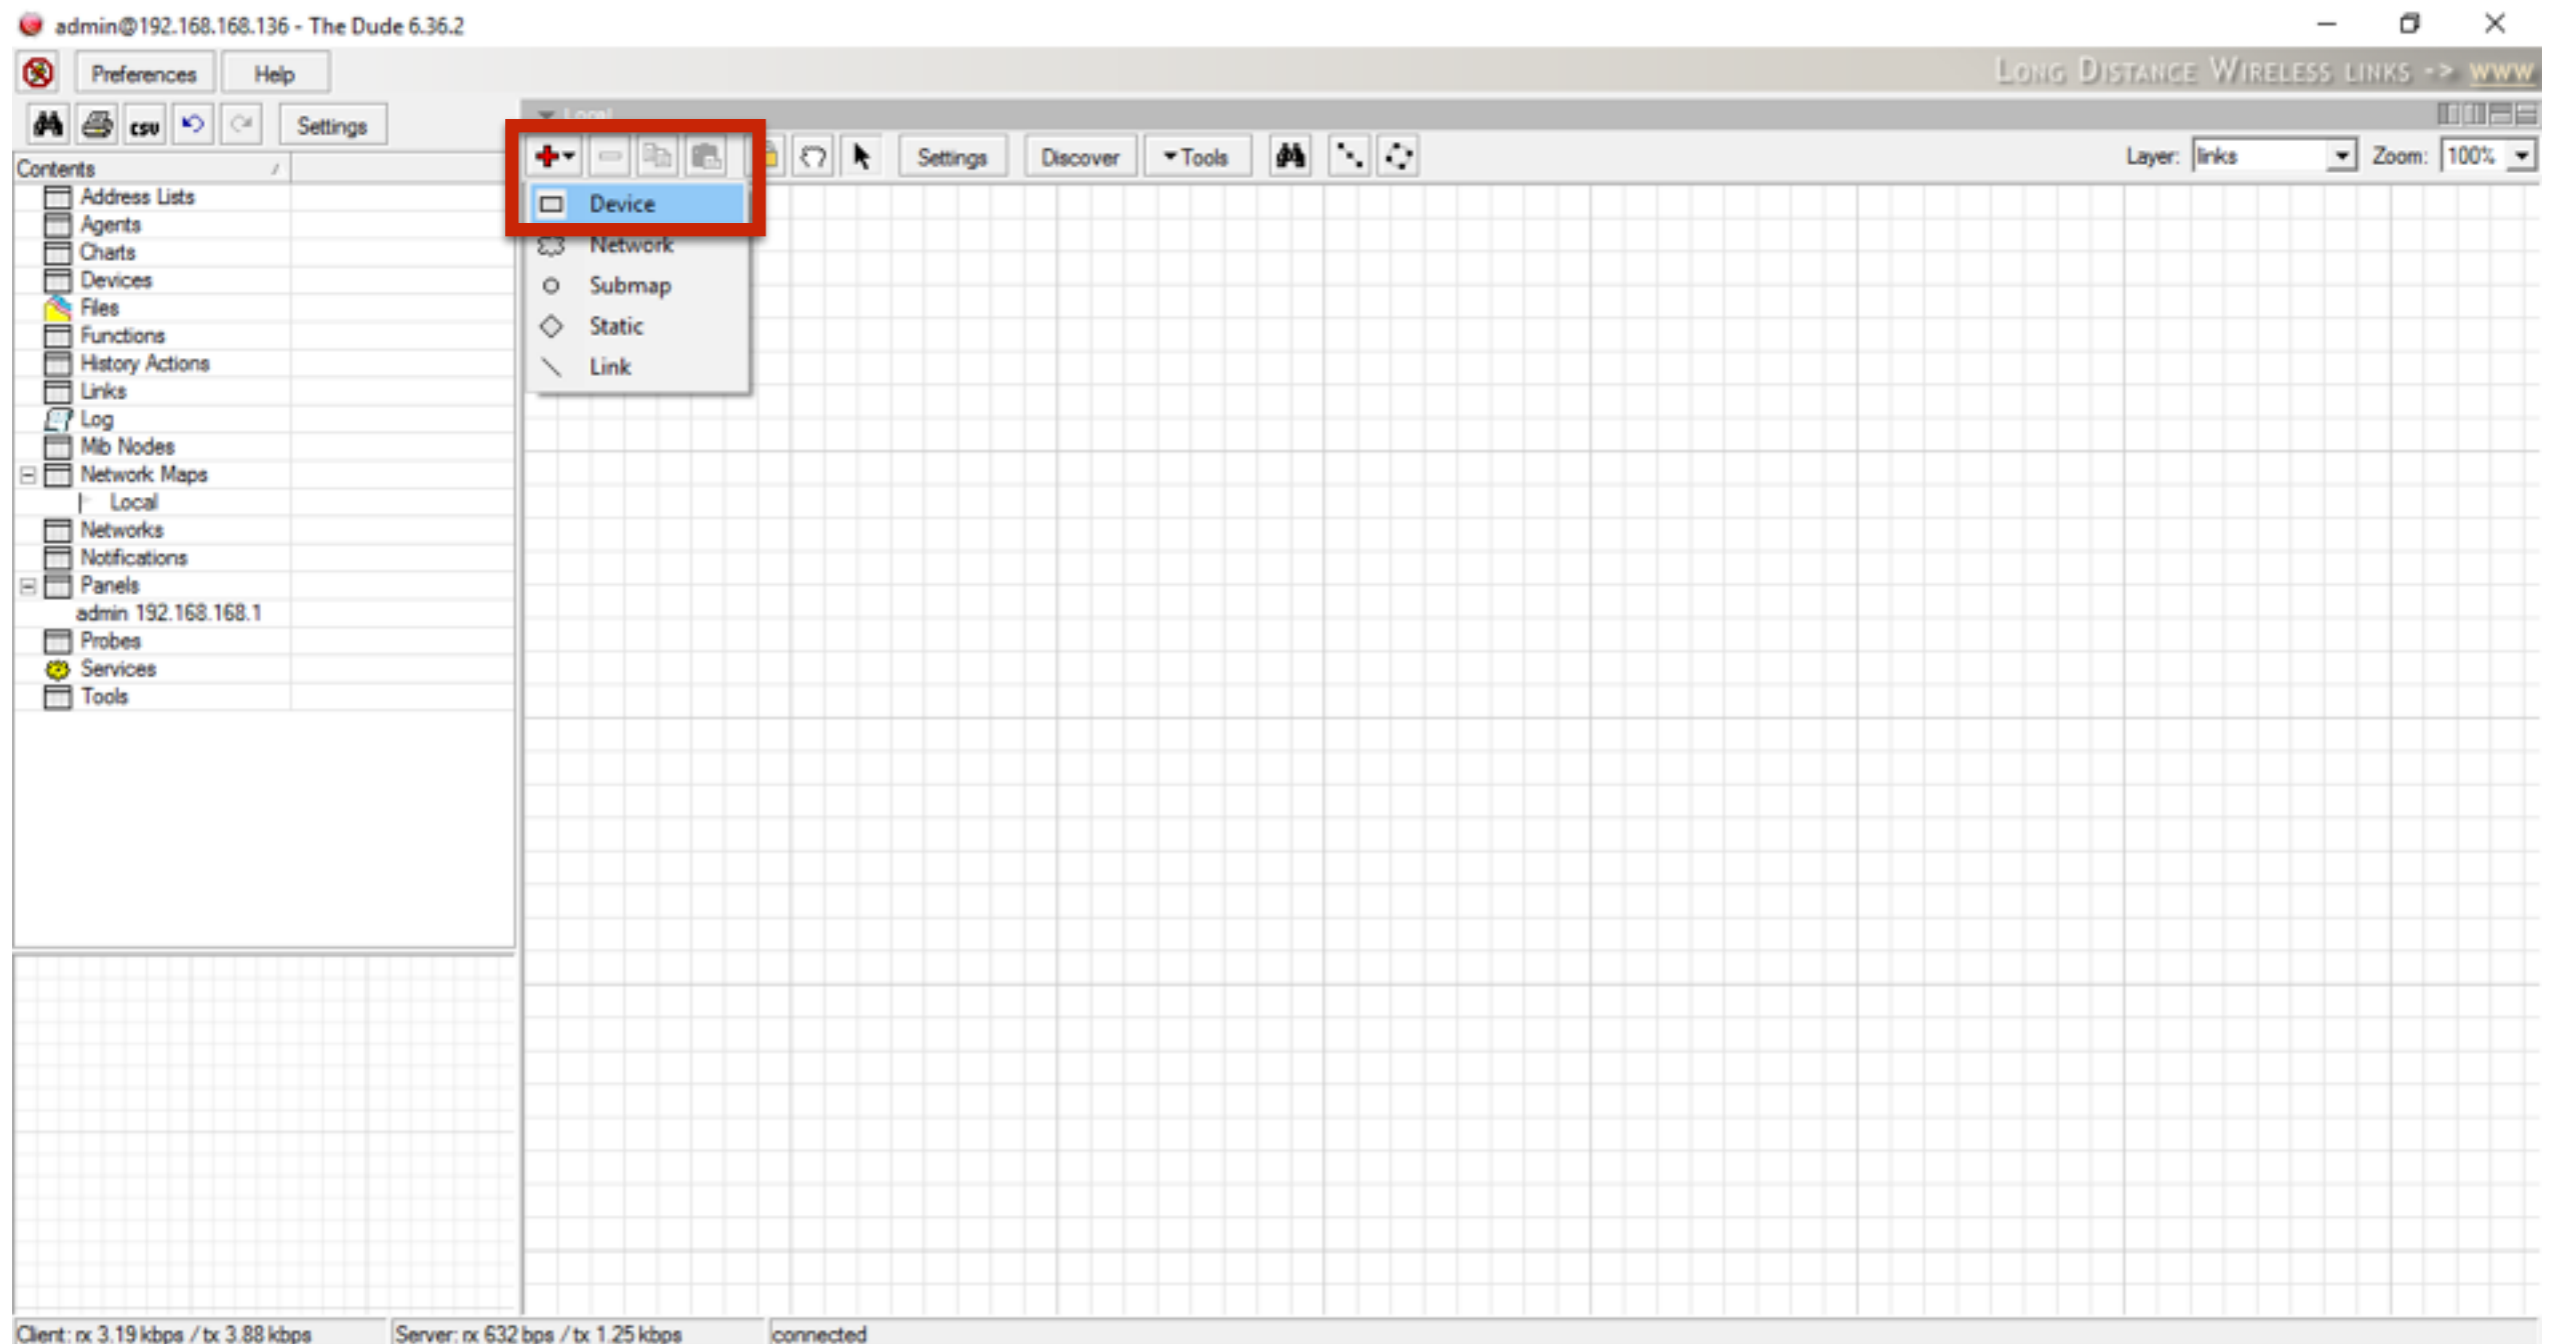 admin@192.168.168.136 - The Dude 6.36.2
Preferences Help
LONG DISTANCE WIRELESS LINKS -> WWW
csv Settings
Local
Settings Discover Tools Layer: links Zoom: 100%
Contents
Address Lists
Agents
Charts
Devices
Files
Functions
History Actions
Links
Log
Mib Nodes
Network Maps
Local
Networks
Notifications
Panels
admin 192.168.168.1
Probes
Services
Tools
Device
Network
Submap
Static
Link
Client: rx 3.19 kbps / tx 3.88 kbps Server: rx 632 bps / tx 1.25 kbps connected